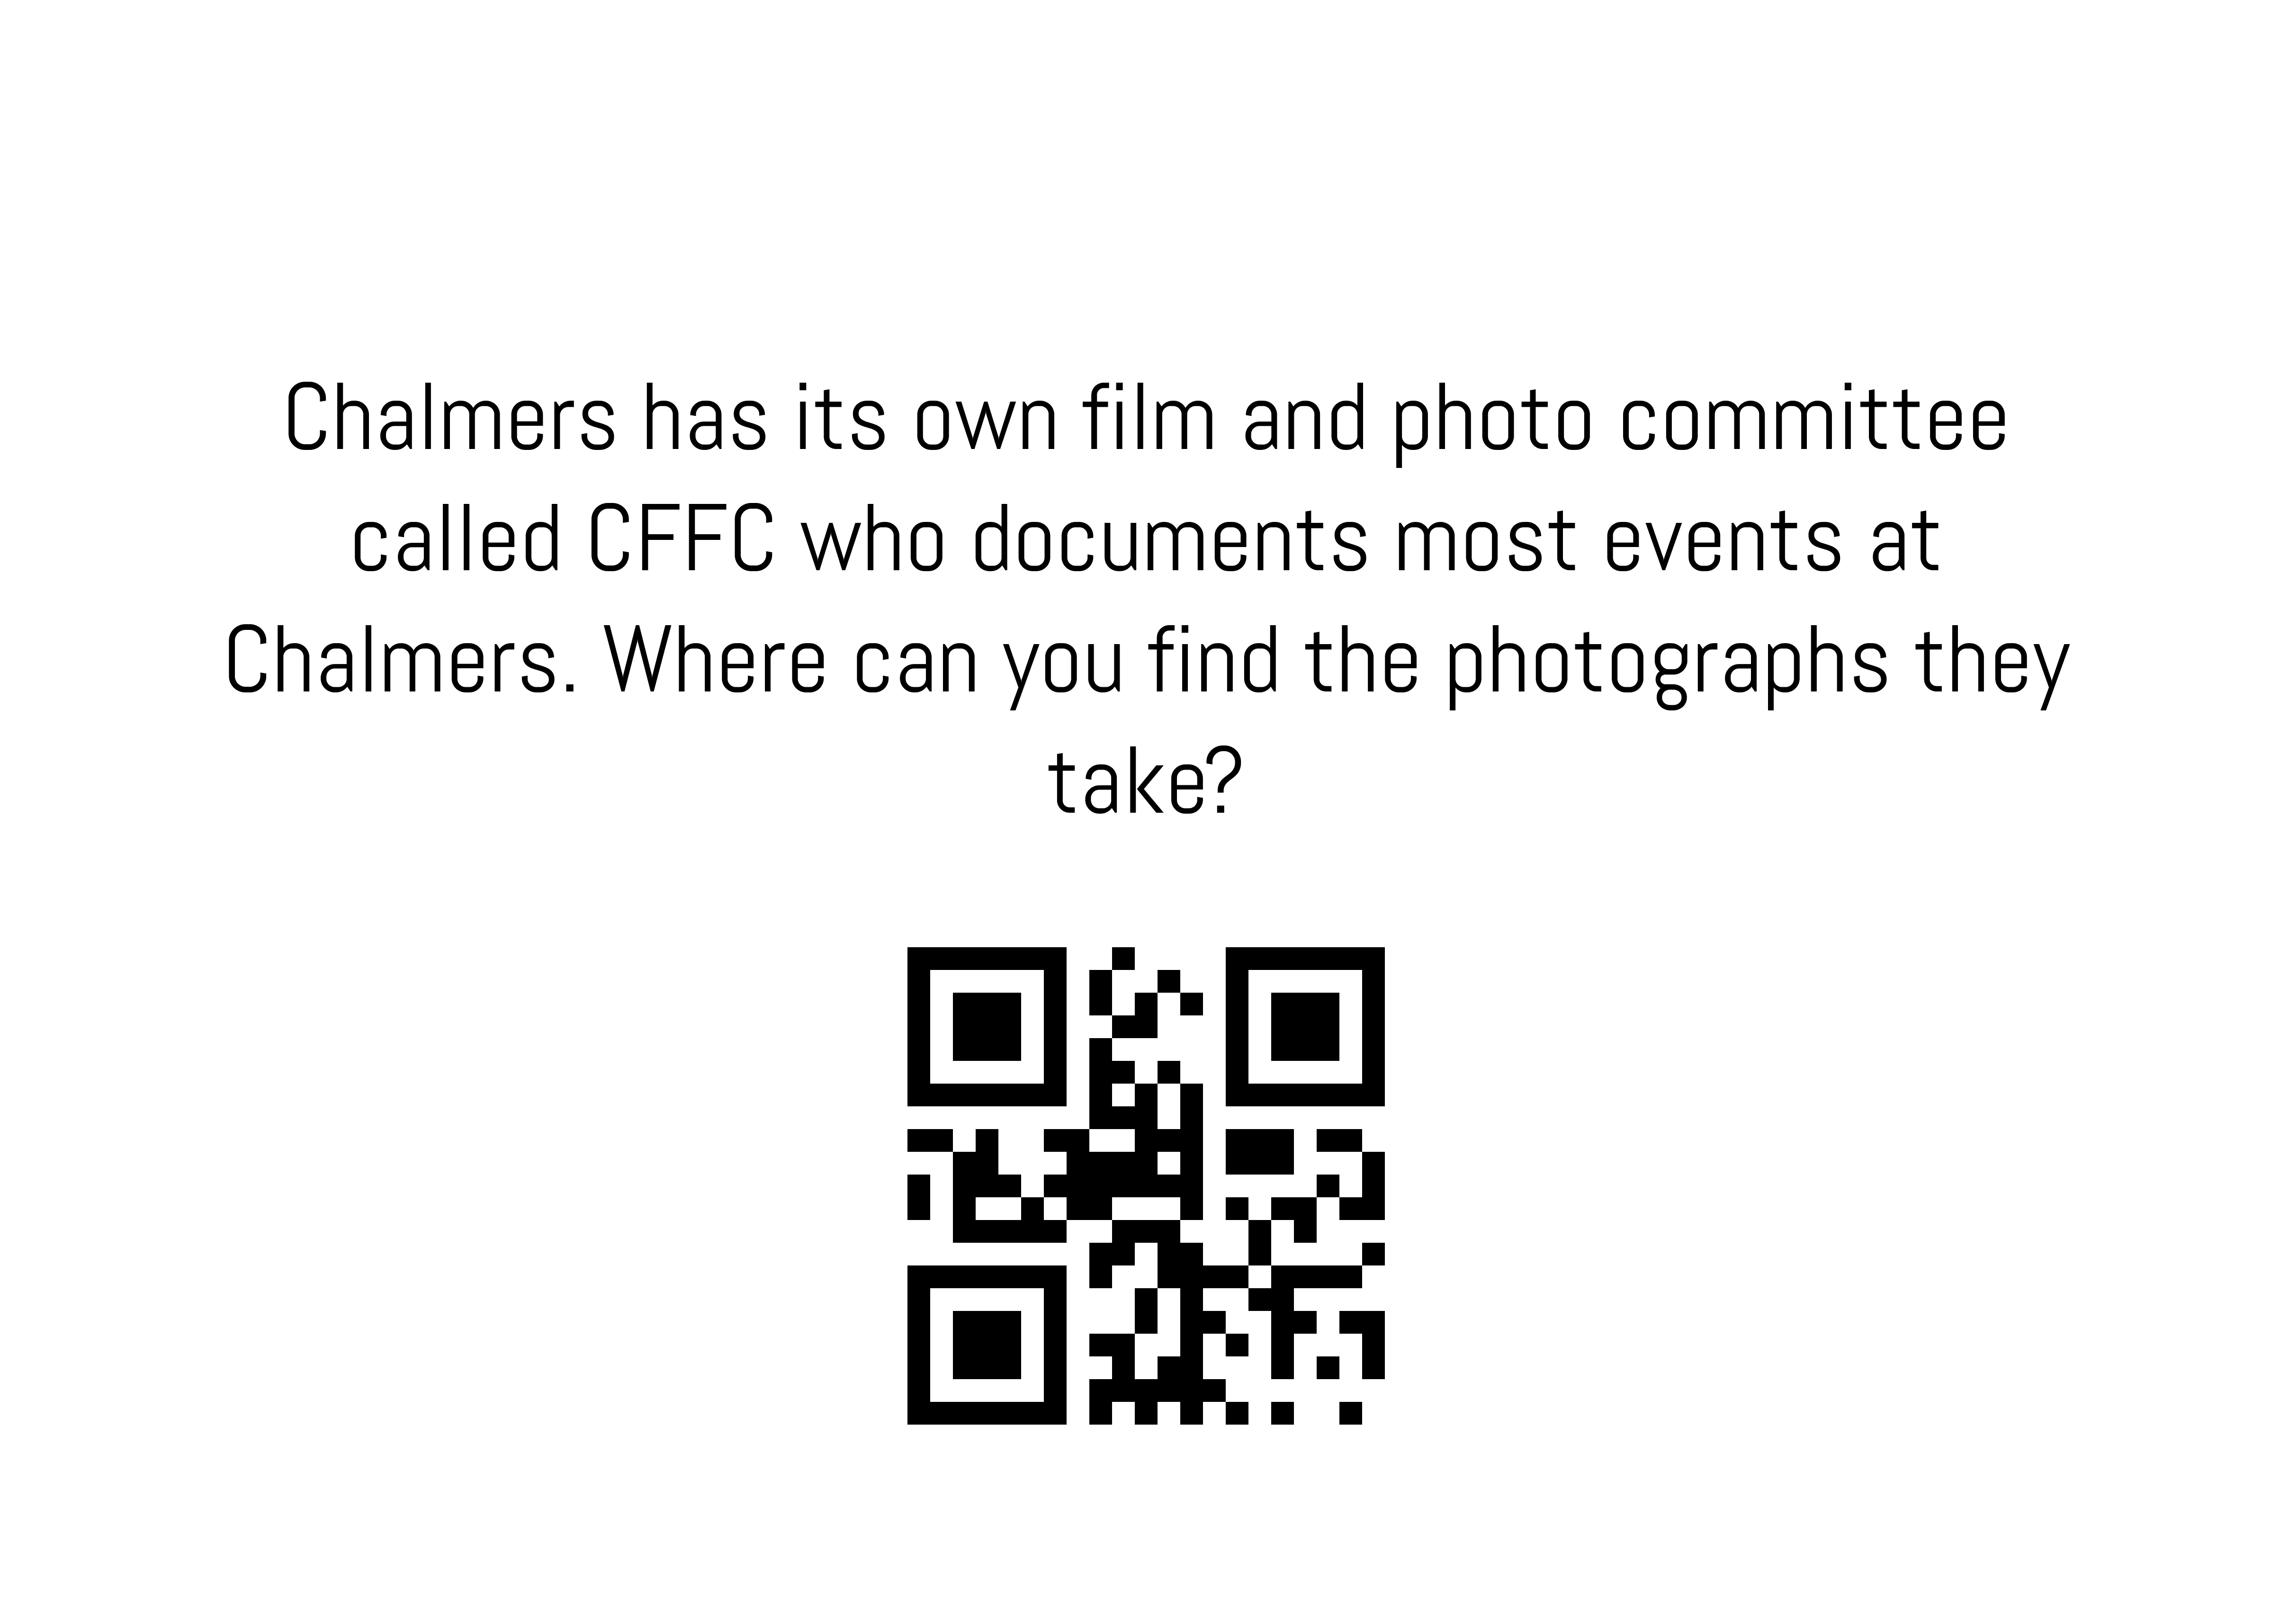 Chalmers has its own film and photo committee
called CFFC who documents most events at
Chalmers. Where can you find the photographs they
take?